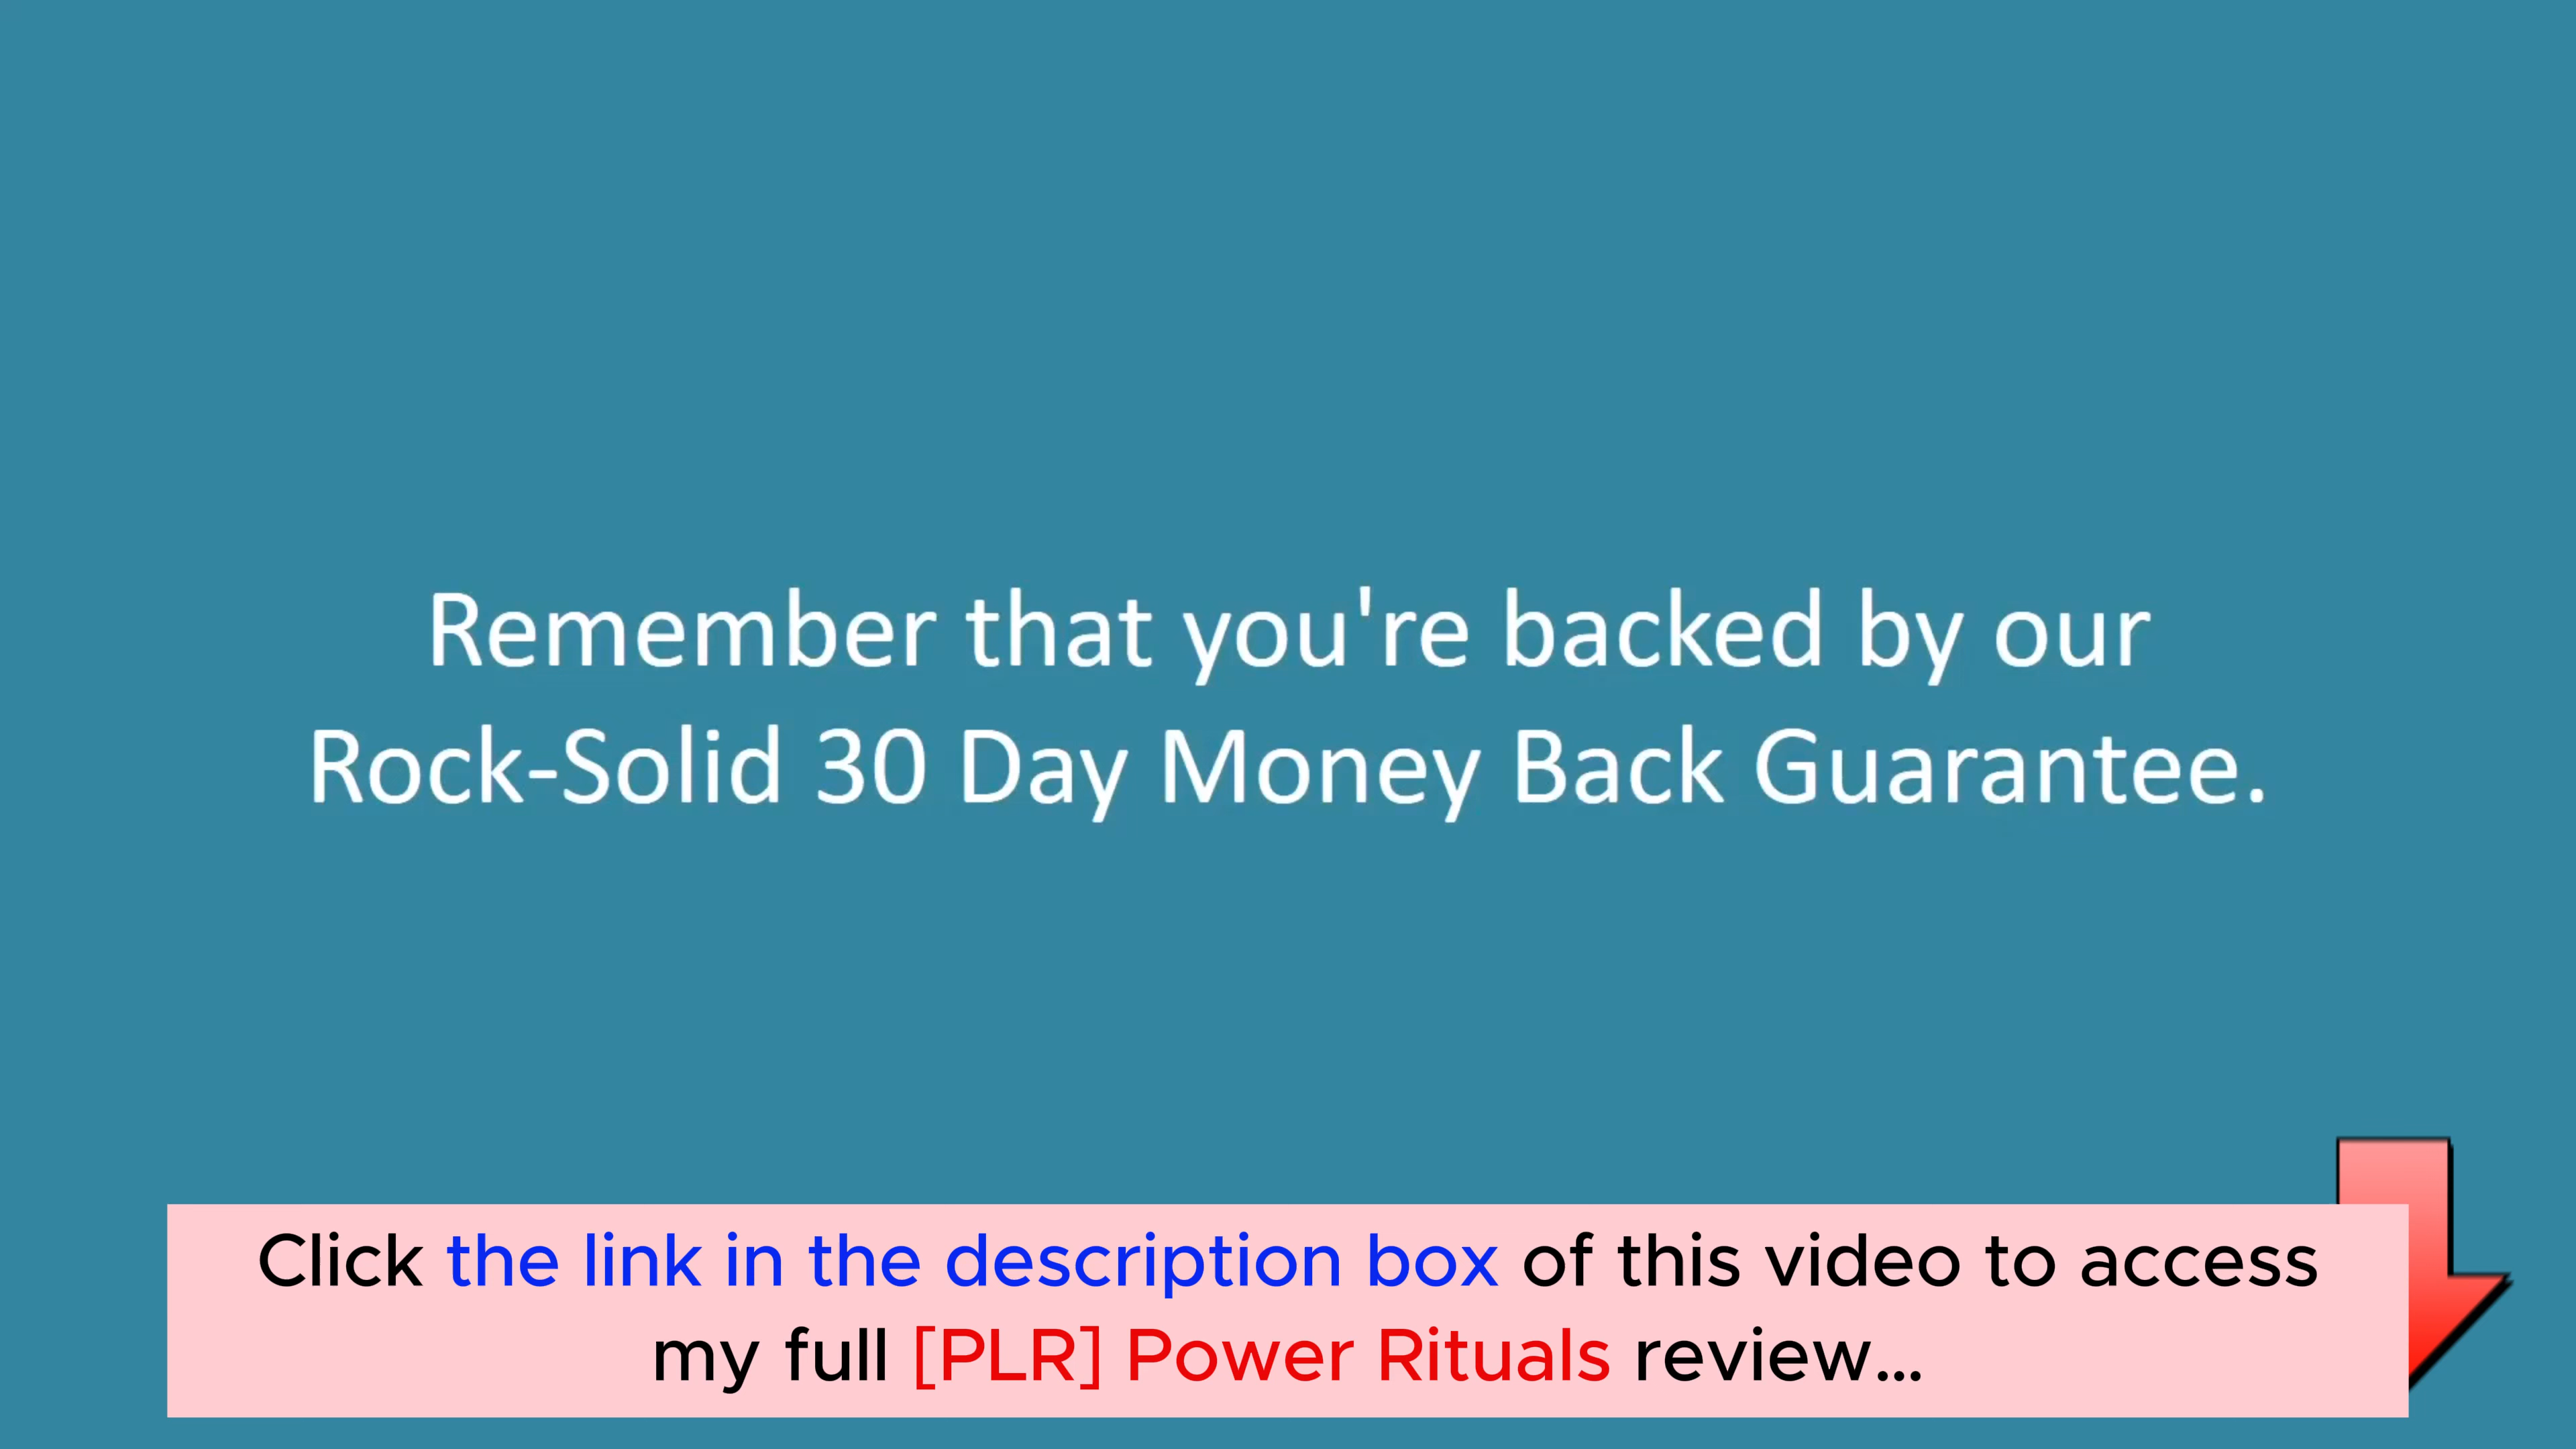 Remember that you're backed by our
Rock-Solid 30 Day Money Back Guarantee.
Click the link in the description box of this video to access
my full [PLR] Power Rituals review...